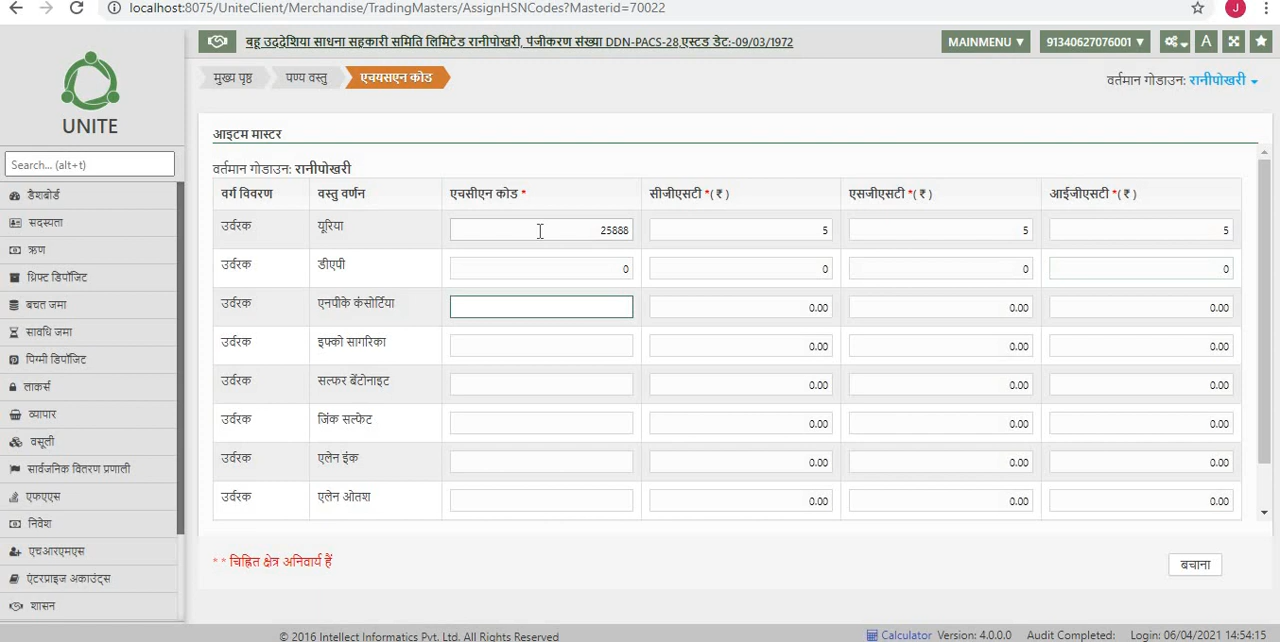 localhost:8075/UniteClient/Merchandise/TradingMasters/AssignHSNCodes?Masterid=70022
J
बहू उददेशिया साधना सहकारी समिति लिमिटेड रानीपोखरी, पंजीकरण संख्या DDN-PACS-28,एस्टड डेट:-09/03/1972
MAINMENU ▼
91340627076001 ▼
A
मुख्य पृष्ठ
पण्य वस्तु
एचयसएन कोड
वर्तमान गोडाउन: रानीपोखरी
UNITE
Search... (alt+t)
डैशबोर्ड
सदस्यता
ऋण
थ्रिफ्ट डिपॉजिट
बचत जमा
सावधि जमा
पिग्मी डिपॉजिट
लाकर्स
व्यापार
वसूली
सार्वजनिक वितरण प्रणाली
एफएएस
निवेश
एचआरएमएस
एंटरप्राइज अकाउंट्स
शासन
आइटम मास्टर
वर्तमान गोडाउन: रानीपोखरी
वर्ग विवरण वस्तु वर्णन एचसीएन कोड * सीजीएसटी *( ₹ ) एसजीएसटी *( ₹ ) आईजीएसटी *( ₹ )
उर्वरक यूरिया 25888 5 5 5
उर्वरक डीएपी 0 0 0 0
उर्वरक एनपीके कंसोर्टिया 0.00 0.00 0.00
उर्वरक इफ्को सागरिका 0.00 0.00 0.00
उर्वरक सल्फर बेंटोनाइट 0.00 0.00 0.00
उर्वरक जिंक सल्फेट 0.00 0.00 0.00
उर्वरक एलेन इंक 0.00 0.00 0.00
उर्वरक एलेन ओतश 0.00 0.00 0.00
* * चिह्नित क्षेत्र अनिवार्य हैं
बचाना
© 2016 Intellect Informatics Pvt. Ltd. All Rights Reserved
Calculator Version: 4.0.0.0 Audit Completed: Login: 06/04/2021 14:54:15